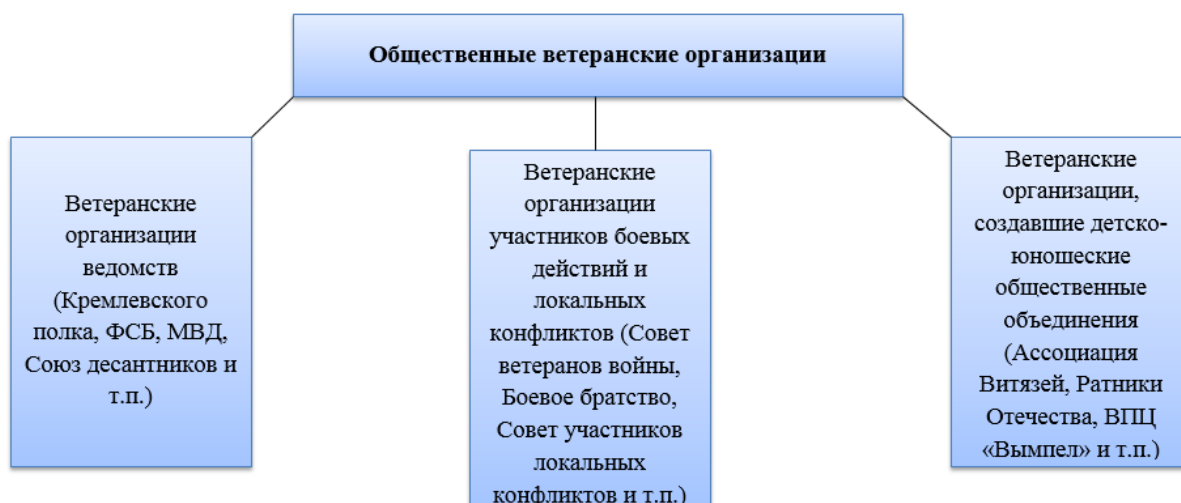 Общественные ветеранские организации
Ветеранские
организации
ведомств
(Кремлевского
полка, ФСБ, МВД,
Союз десантников и
т.п.)
Ветеранские
организации
участников боевых
действий и
локальных
конфликтов (Совет
ветеранов войны,
Боевое братство,
Совет участников
локальных
конфликтов и т.п.)
Ветеранские
организации,
создавшие детско-
юношеские
общественные
объединения
(Ассоциация
Витязей, Ратники
Отечества, ВПЦ
«Вымпел» и т.п.)